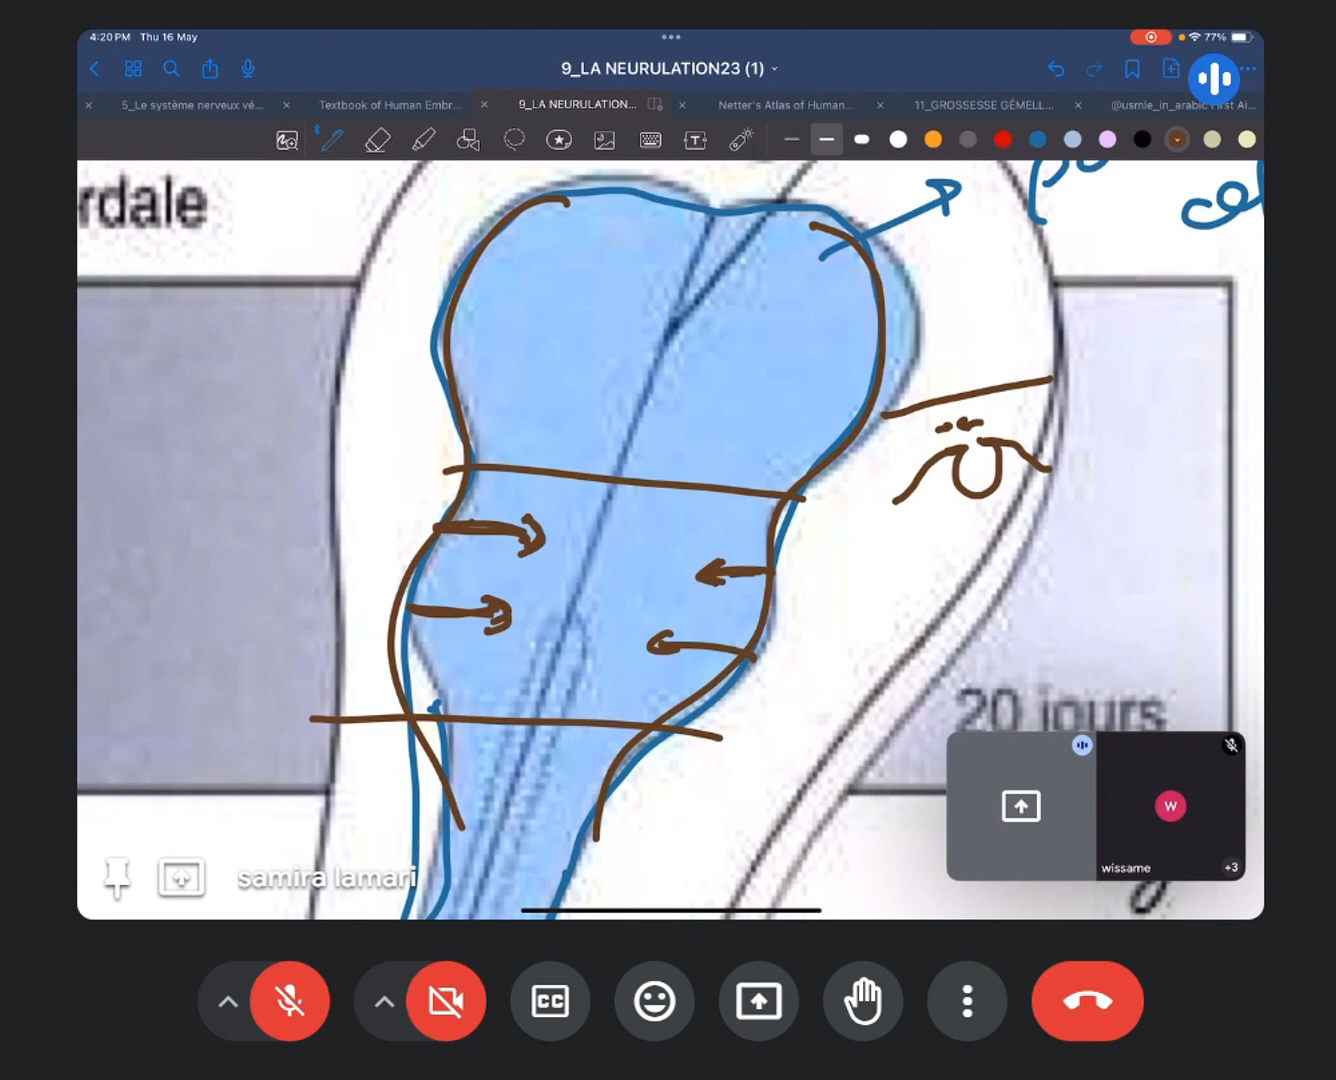 4:20 PM Thu 16 May
77%
9_LA NEURULATION23 (1)
5_Le système nerveux vé...
Textbook of Human Embr...
9_LA NEURULATION...
Netter's Atlas of Human...
11_GROSSESSE GÉMELL...
@usmle_in_arabic First Ai...
rdale
20 jours
W
wissame
+3
samira lamari
CC